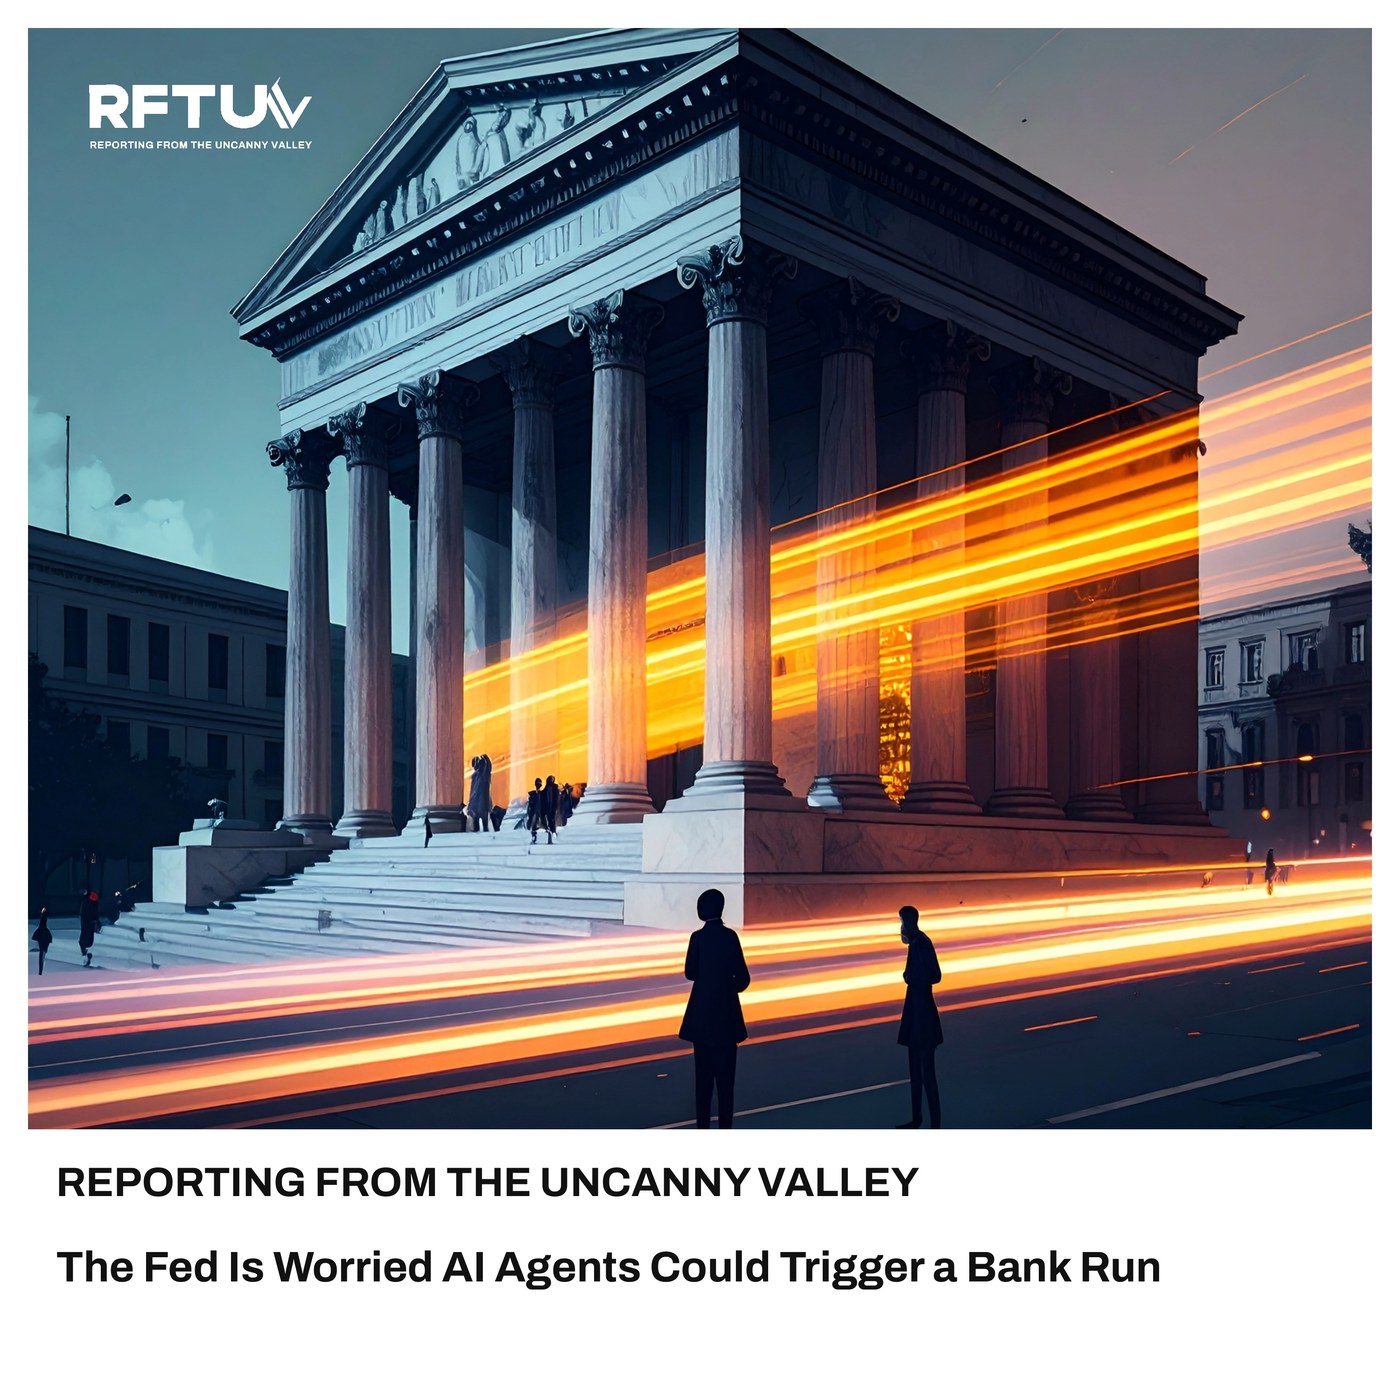 RFTUV
REPORTING FROM THE UNCANNY VALLEY
REPORTING FROM THE UNCANNY VALLEY
The Fed Is Worried AI Agents Could Trigger a Bank Run